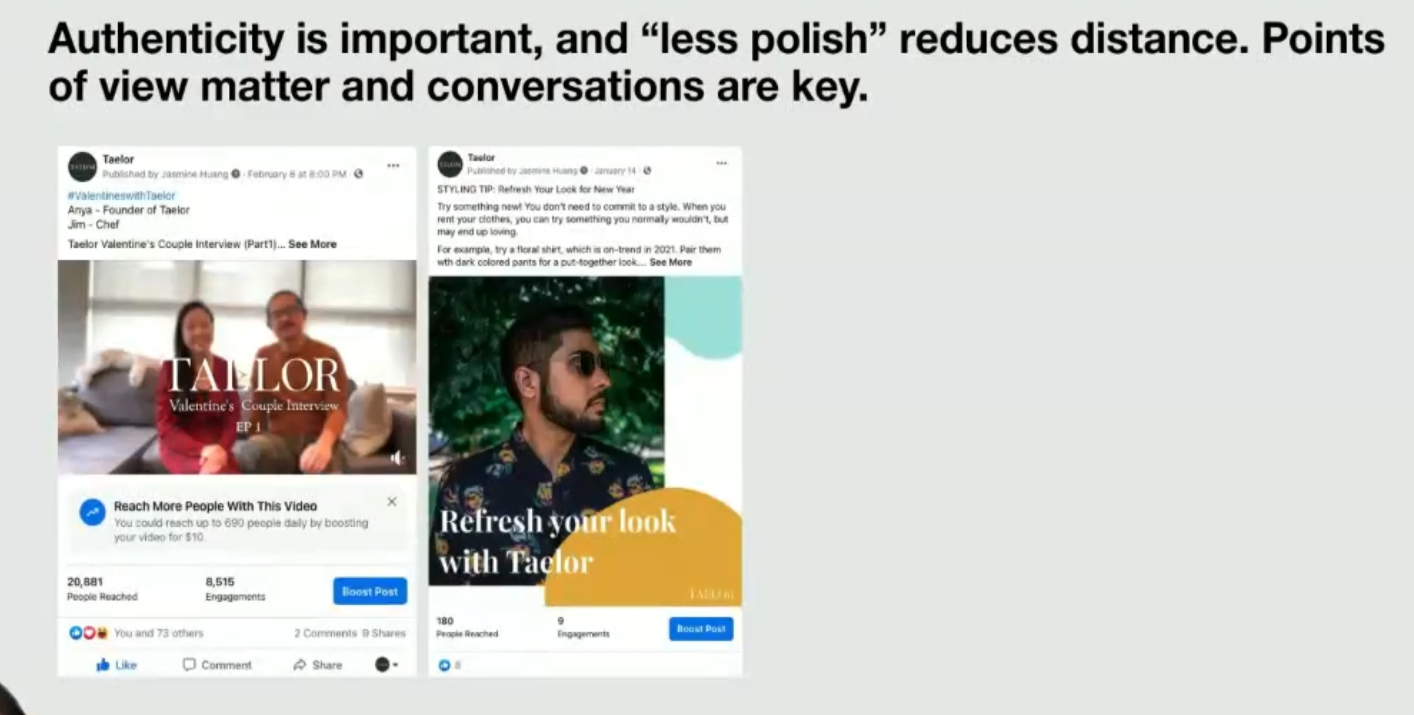 Authenticity is important, and “less polish” reduces distance. Points
of view matter and conversations are key.
Taelor
Published by Jasmine Huang · February 6 at 8:00 PM ·
#ValentineswithTaelor
Anya - Founder of Taelor
Jim - Chef
Taelor Valentine's Couple Interview (Part1)... See More
TAELOR
Valentine's Couple Interview
EP 1
Reach More People With This Video
You could reach up to 690 people daily by boosting
your video for $10.
20,881
People Reached
8,515
Engagements
Boost Post
You and 73 others
2 Comments 9 Shares
Like
Comment
Share
Taelor
Published by Jasmine Huang · January 14 ·
STYLING TIP: Refresh Your Look for New Year
Try something new! You don't need to commit to a style. When you
rent your clothes, you can try something you normally wouldn't, but
may end up loving.
For example, try a floral shirt, which is on-trend in 2021. Pair them
wth dark colored pants for a put-together look.... See More
Refresh your look
with Taelor
TAELOR
180
People Reached
9
Engagements
Boost Post
8